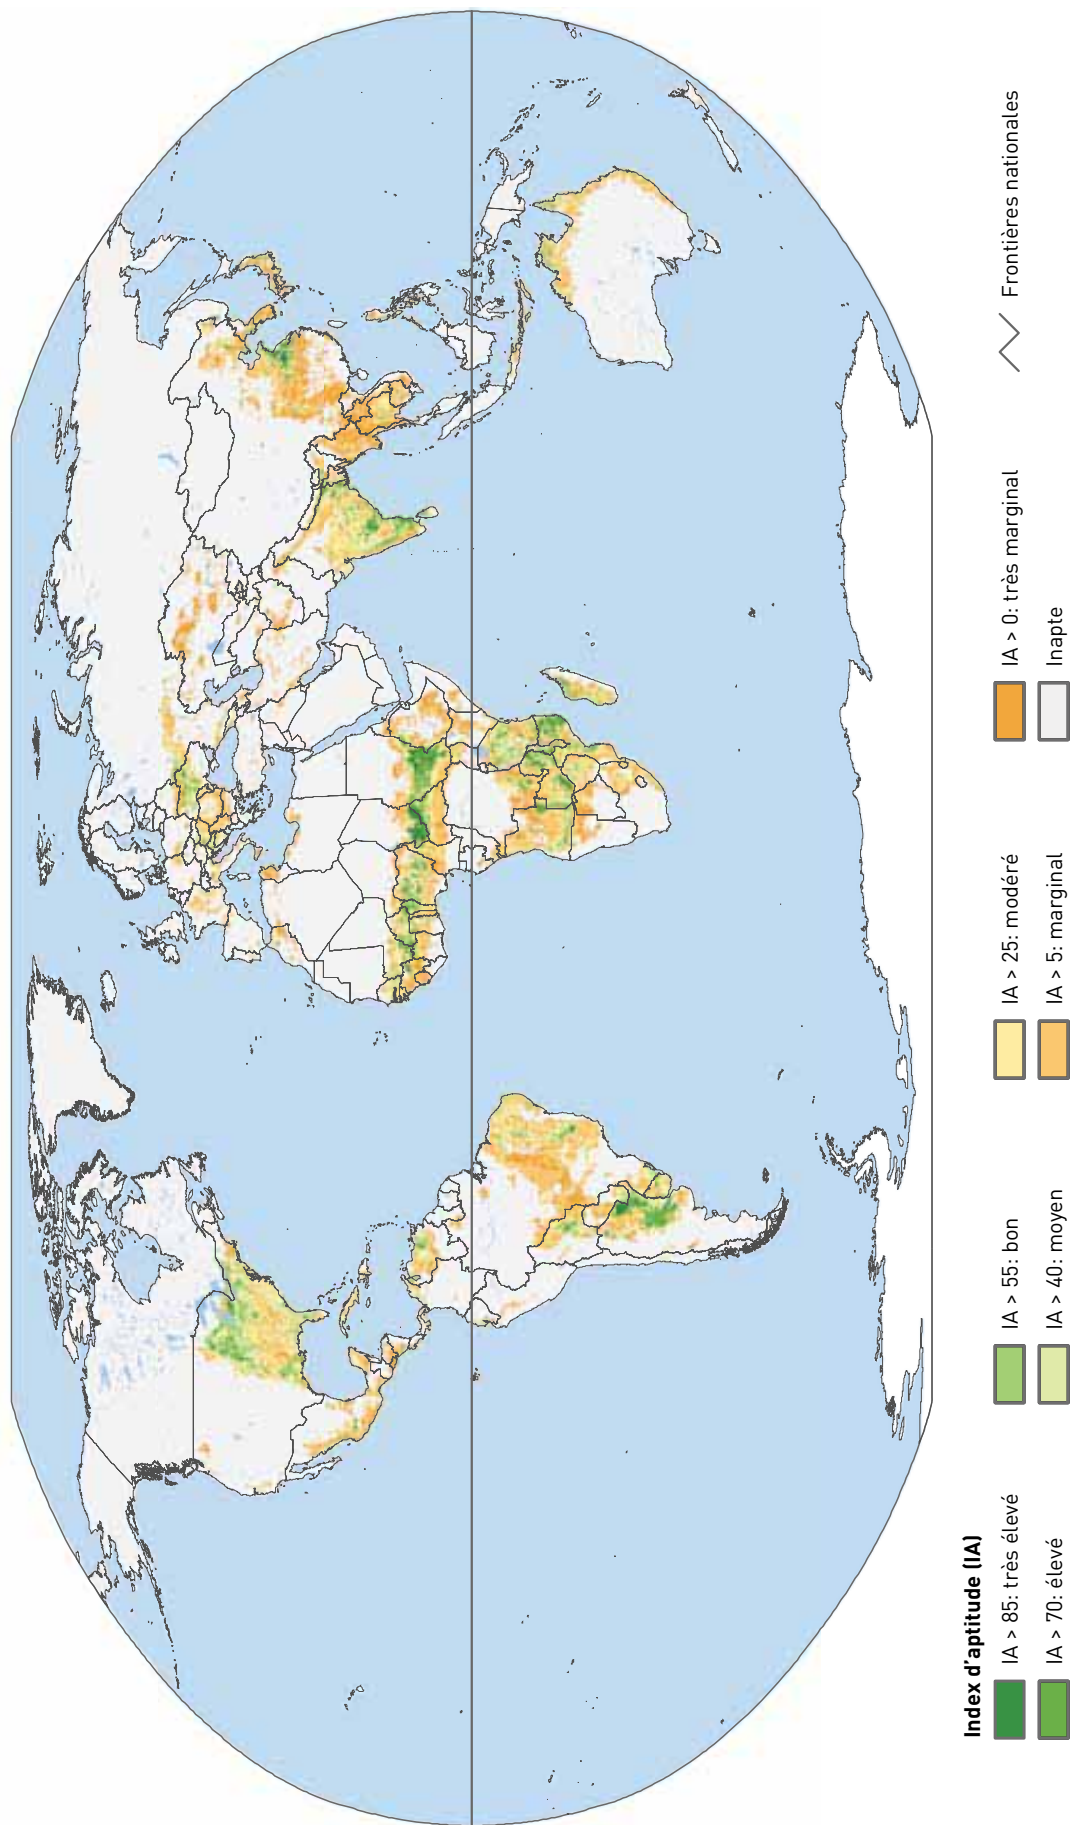 Index d’aptitude (IA)
IA > 85: très élevé
IA > 55: bon
IA > 25: modéré
IA > 0: très marginal
Frontières nationales
IA > 70: élevé
IA > 40: moyen
IA > 5: marginal
Inapte